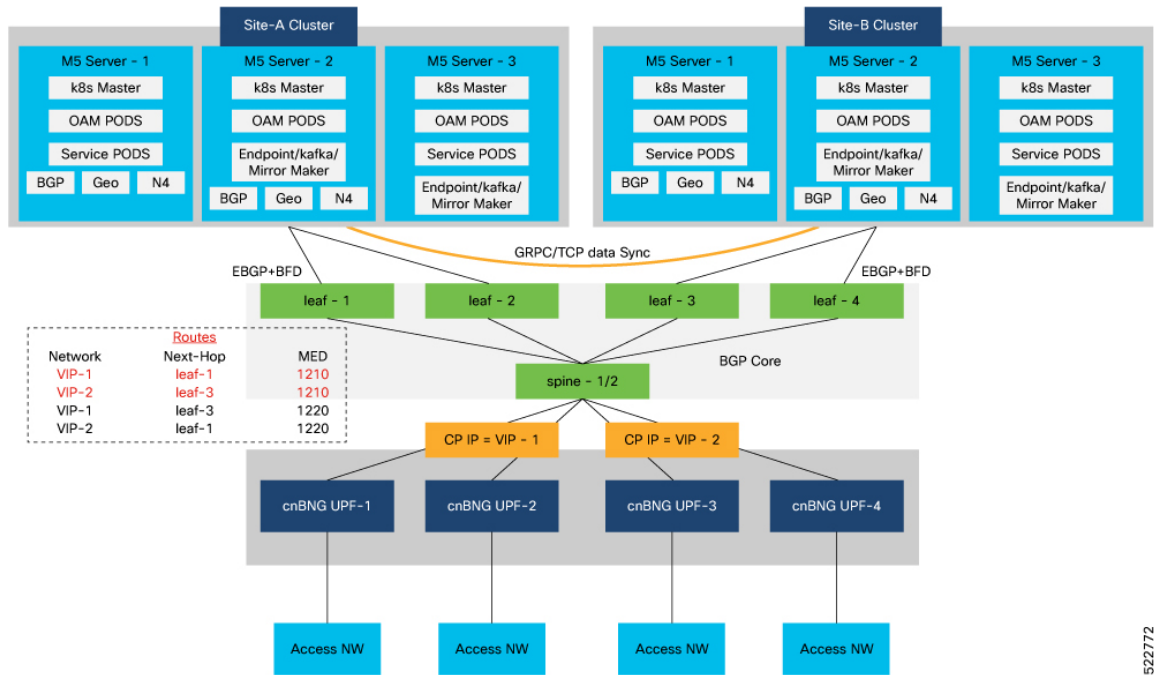 Site-A Cluster
M5 Server - 1
k8s Master
OAM PODS
Service PODS
BGP Geo N4
M5 Server - 2
k8s Master
OAM PODS
Endpoint/kafka/
Mirror Maker
BGP Geo N4
M5 Server - 3
k8s Master
OAM PODS
Service PODS
Endpoint/kafka/
Mirror Maker
Site-B Cluster
M5 Server - 1
k8s Master
OAM PODS
Service PODS
BGP Geo N4
M5 Server - 2
k8s Master
OAM PODS
Endpoint/kafka/
Mirror Maker
BGP Geo N4
M5 Server - 3
k8s Master
OAM PODS
Service PODS
Endpoint/kafka/
Mirror Maker
GRPC/TCP data Sync
EBGP+BFD
EBGP+BFD
leaf - 1
leaf - 2
leaf - 3
leaf - 4
BGP Core
spine - 1/2
Routes
Network Next-Hop MED
VIP-1 leaf-1 1210
VIP-2 leaf-3 1210
VIP-1 leaf-3 1220
VIP-2 leaf-1 1220
CP IP = VIP - 1
CP IP = VIP - 2
cnBNG UPF-1
cnBNG UPF-2
cnBNG UPF-3
cnBNG UPF-4
Access NW
Access NW
Access NW
Access NW
522772